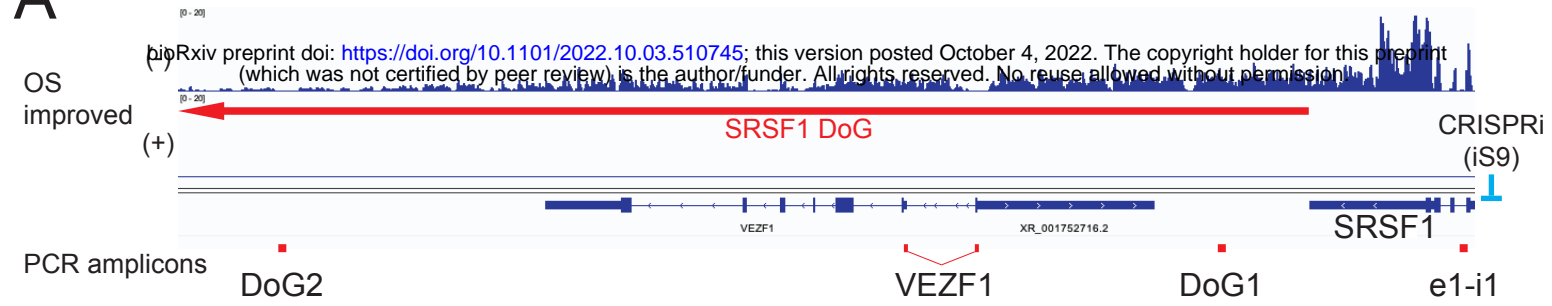 A
[0 - 20]
OS
improved
(-)
bioRxiv preprint doi: https://doi.org/10.1101/2022.10.03.510745; this version posted October 4, 2022. The copyright holder for this preprint
(which was not certified by peer review) is the author/funder. All rights reserved. No reuse allowed without permission.
[0 - 20]
(+)
SRSF1 DoG
CRISPRi
(iS9)
VEZF1
XR_001752716.2
SRSF1
PCR amplicons
DoG2
VEZF1
DoG1
e1-i1